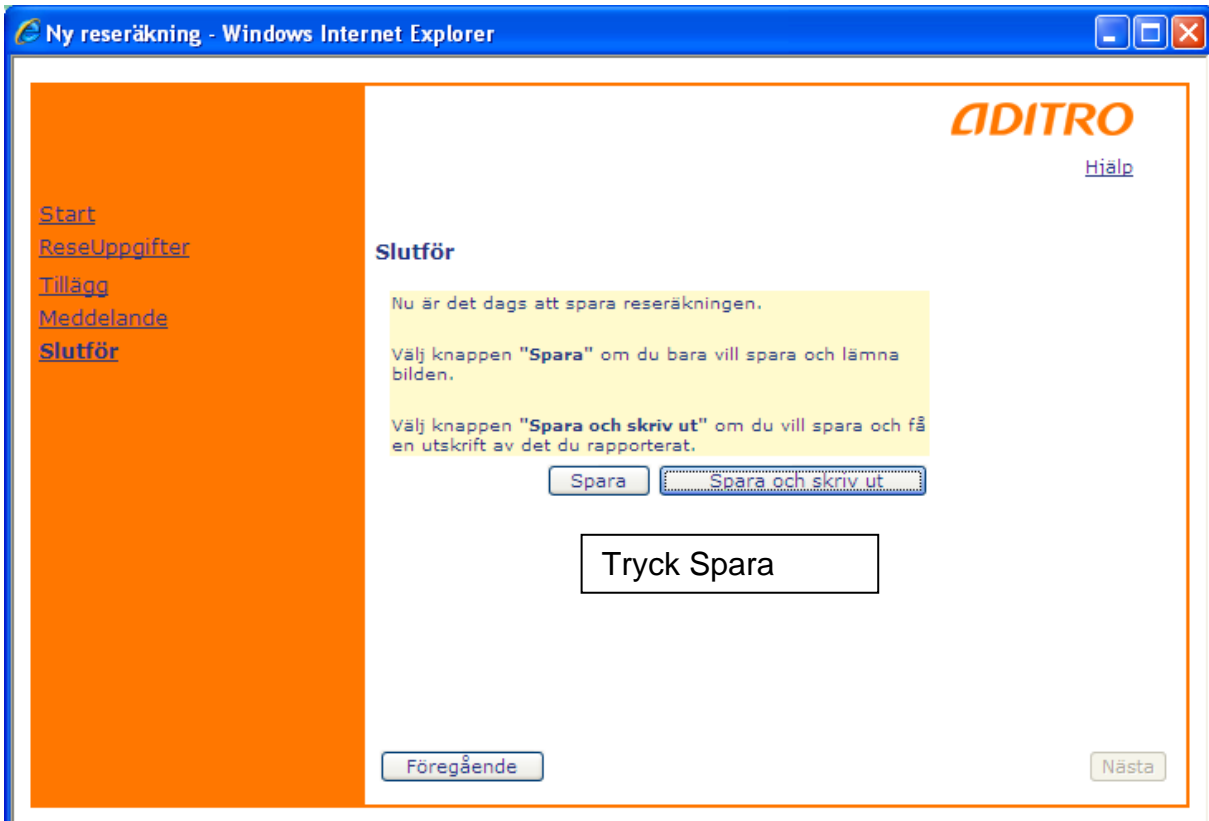 Ny reseräkning - Windows Internet Explorer
ADITRO
Hjälp
Start
ReseUppgifter
Tillägg
Meddelande
Slutför
Slutför
Nu är det dags att spara reseräkningen.
Välj knappen "Spara" om du bara vill spara och lämna
bilden.
Välj knappen "Spara och skriv ut" om du vill spara och få
en utskrift av det du rapporterat.
Spara Spara och skriv ut
Tryck Spara
Föregående Nästa